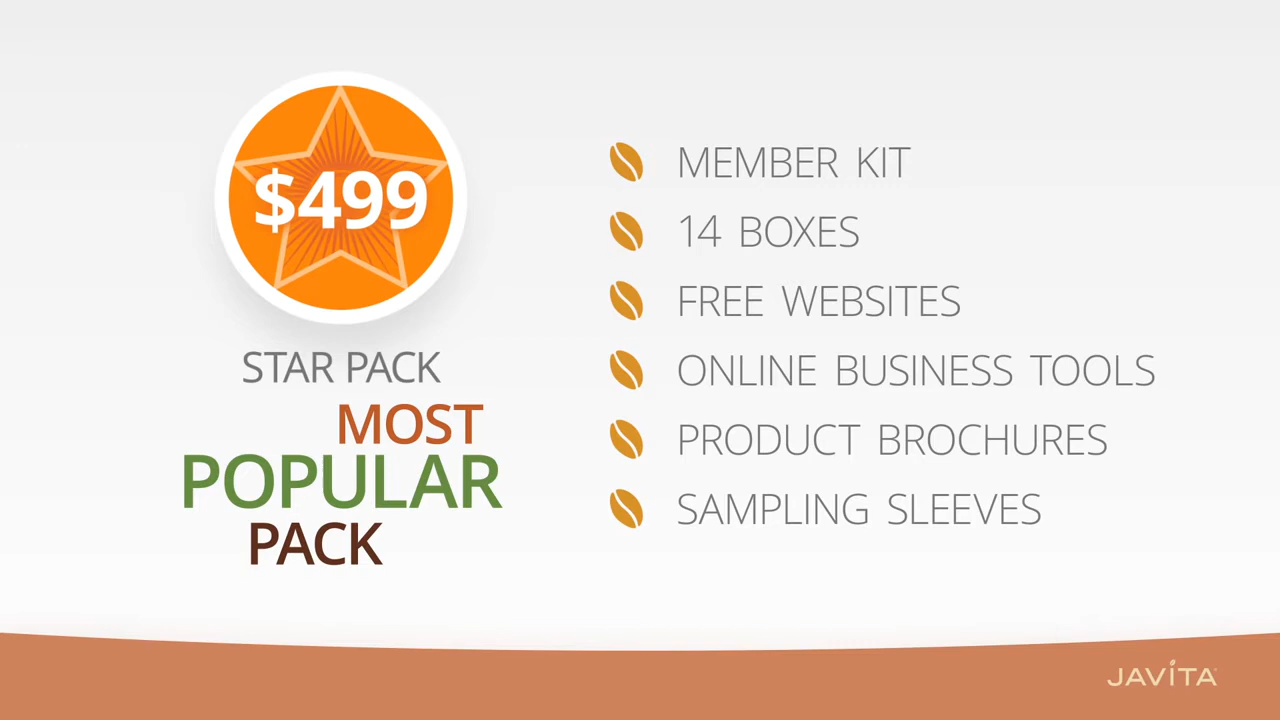 $499
STAR PACK
MOST
POPULAR
PACK
MEMBER KIT
14 BOXES
FREE WEBSITES
ONLINE BUSINESS TOOLS
PRODUCT BROCHURES
SAMPLING SLEEVES
JAVITA